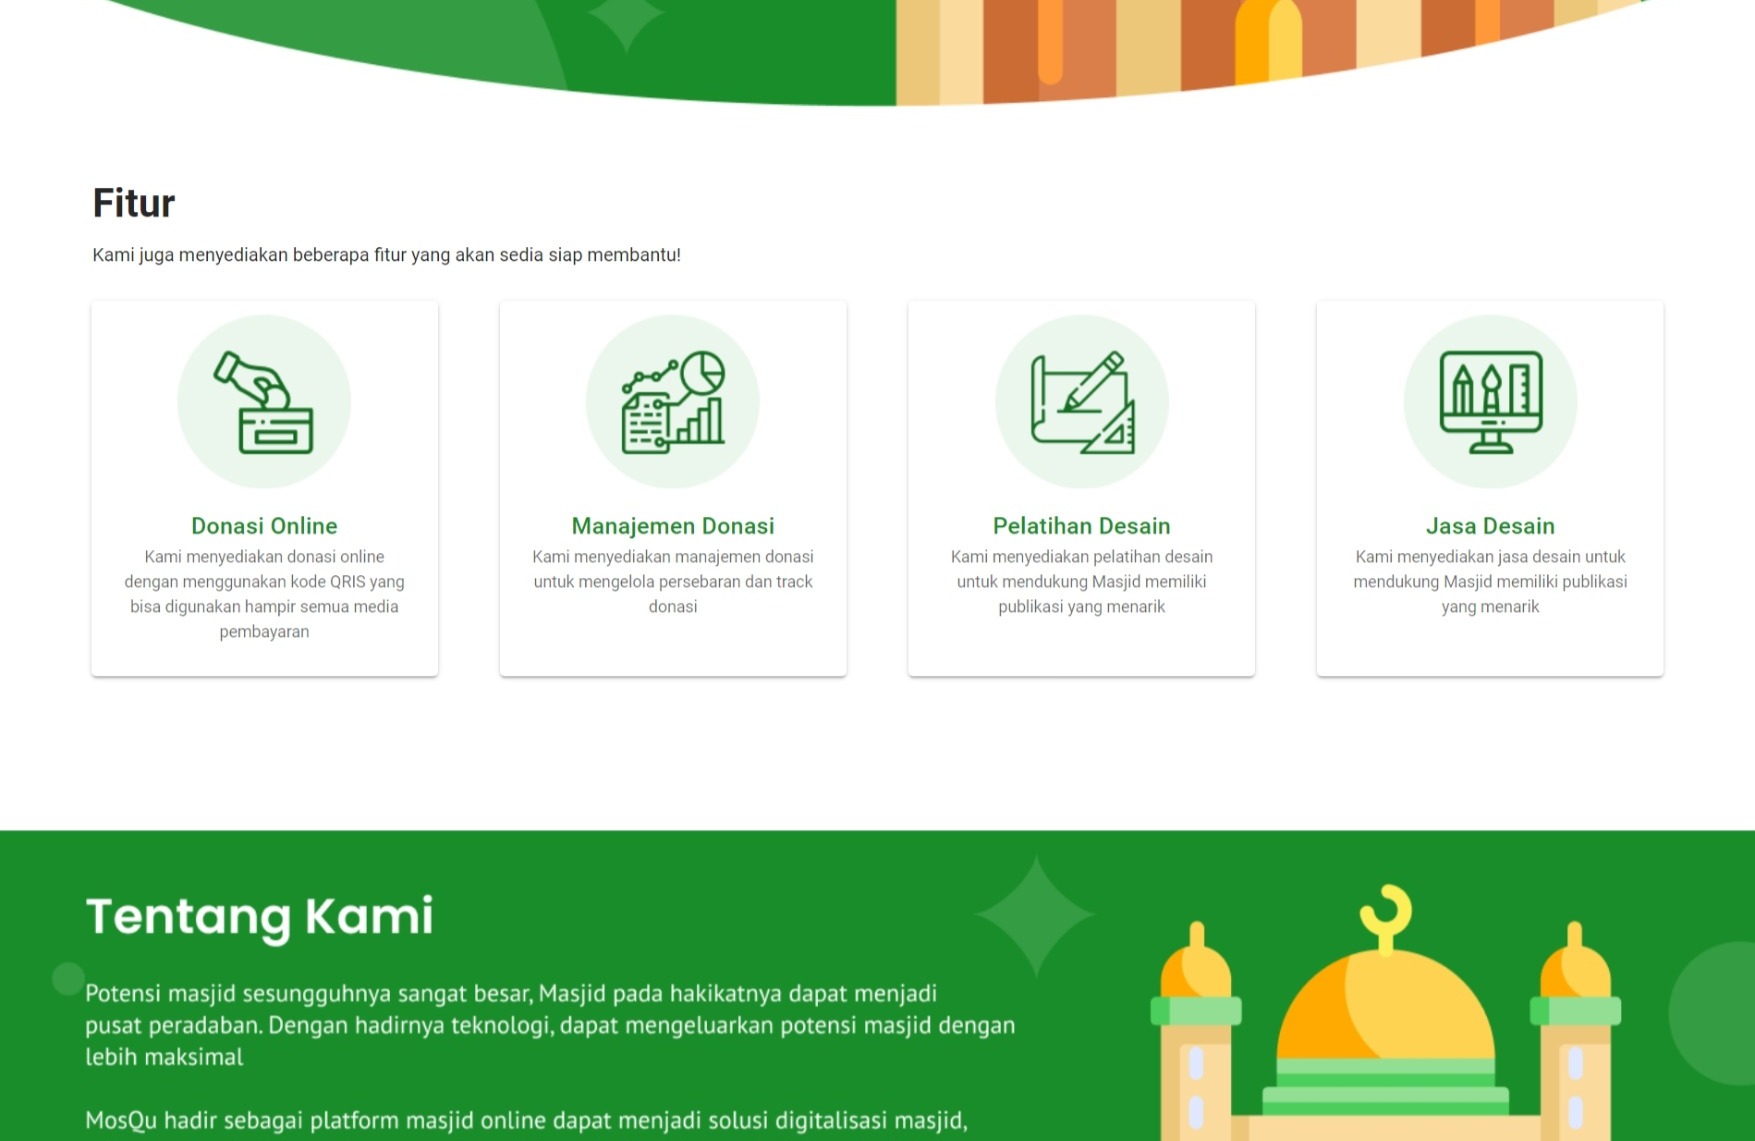 Fitur
Kami juga menyediakan beberapa fitur yang akan sedia siap membantu!
Donasi Online
Kami menyediakan donasi online
dengan menggunakan kode QRIS yang
bisa digunakan hampir semua media
pembayaran
Manajemen Donasi
Kami menyediakan manajemen donasi
untuk mengelola persebaran dan track
donasi
Pelatihan Desain
Kami menyediakan pelatihan desain
untuk mendukung Masjid memiliki
publikasi yang menarik
Jasa Desain
Kami menyediakan jasa desain untuk
mendukung Masjid memiliki publikasi
yang menarik
Tentang Kami
Potensi masjid sesungguhnya sangat besar, Masjid pada hakikatnya dapat menjadi
pusat peradaban. Dengan hadirnya teknologi, dapat mengeluarkan potensi masjid dengan
lebih maksimal
MosQu hadir sebagai platform masjid online dapat menjadi solusi digitalisasi masjid,